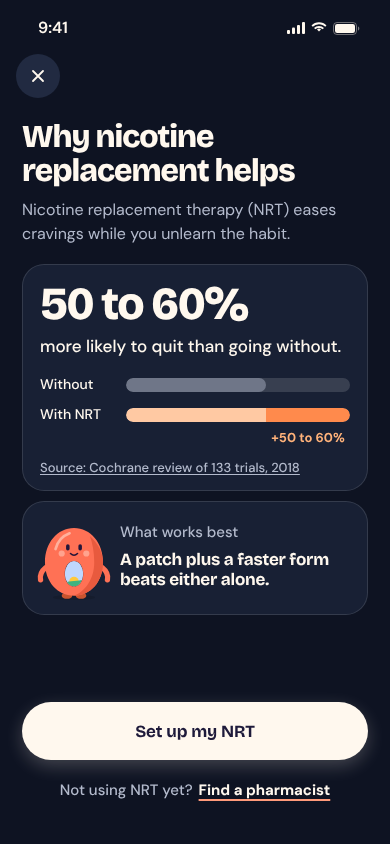 9:41
Why nicotine
replacement helps
Nicotine replacement therapy (NRT) eases
cravings while you unlearn the habit.
50 to 60%
more likely to quit than going without.
Without
With NRT
+50 to 60%
Source: Cochrane review of 133 trials, 2018
What works best
A patch plus a faster form
beats either alone.
Set up my NRT
Not using NRT yet? Find a pharmacist